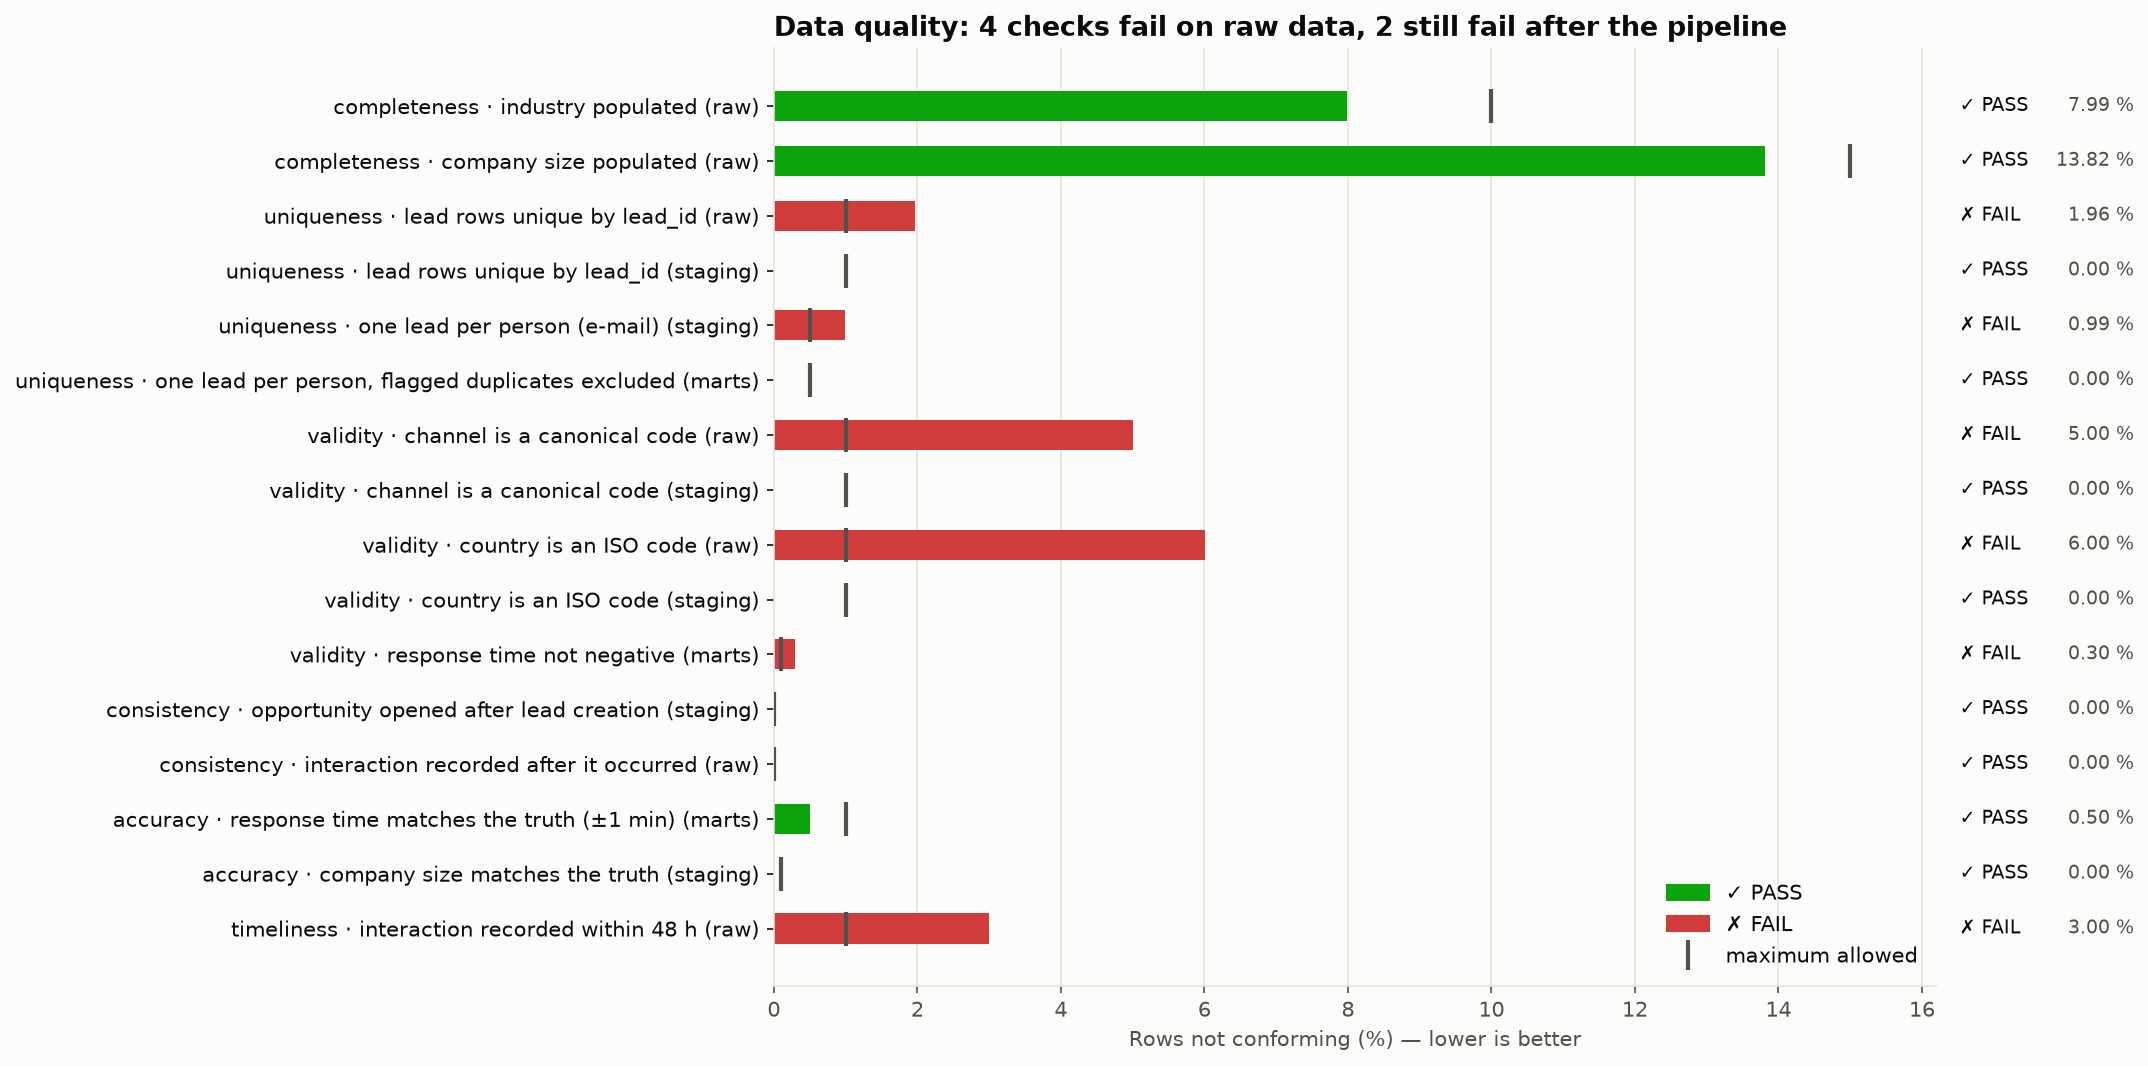 Data quality: 4 checks fail on raw data, 2 still fail after the pipeline
completeness · industry populated (raw) ✓ PASS 7.99 %
completeness · company size populated (raw) ✓ PASS 13.82 %
uniqueness · lead rows unique by lead_id (raw) ✗ FAIL 1.96 %
uniqueness · lead rows unique by lead_id (staging) ✓ PASS 0.00 %
uniqueness · one lead per person (e-mail) (staging) ✗ FAIL 0.99 %
uniqueness · one lead per person, flagged duplicates excluded (marts) ✓ PASS 0.00 %
validity · channel is a canonical code (raw) ✗ FAIL 5.00 %
validity · channel is a canonical code (staging) ✓ PASS 0.00 %
validity · country is an ISO code (raw) ✗ FAIL 6.00 %
validity · country is an ISO code (staging) ✓ PASS 0.00 %
validity · response time not negative (marts) ✗ FAIL 0.30 %
consistency · opportunity opened after lead creation (staging) ✓ PASS 0.00 %
consistency · interaction recorded after it occurred (raw) ✓ PASS 0.00 %
accuracy · response time matches the truth (±1 min) (marts) ✓ PASS 0.50 %
accuracy · company size matches the truth (staging) ✓ PASS 0.00 %
timeliness · interaction recorded within 48 h (raw) ✗ FAIL 3.00 %
✓ PASS
✗ FAIL
maximum allowed
0 2 4 6 8 10 12 14 16
Rows not conforming (%) — lower is better